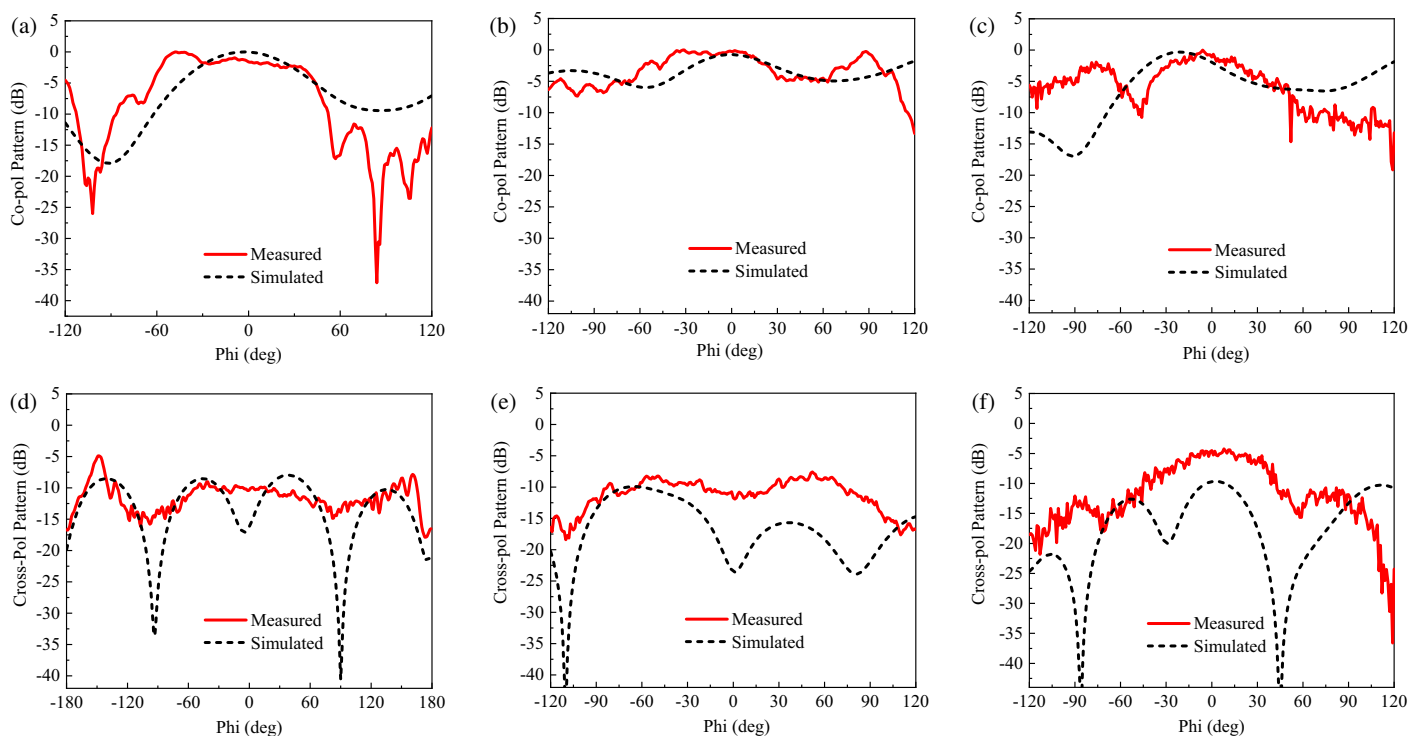 (a)
5
0
-5
-10
-15
-20
-25
-30
-35
-40
Co-pol Pattern (dB)
Measured
Simulated
-120 -60 0 60 120
Phi (deg)
(b)
5
0
-5
-10
-15
-20
-25
-30
-35
-40
Co-pol Pattern (dB)
Measured
Simulated
-120 -90 -60 -30 0 30 60 90 120
Phi (deg)
(c)
5
0
-5
-10
-15
-20
-25
-30
-35
-40
Co-pol Pattern (dB)
Measured
Simulated
-120 -90 -60 -30 0 30 60 90 120
Phi (deg)
(d)
5
0
-5
-10
-15
-20
-25
-30
-35
-40
Cross-Pol Pattern (dB)
Measured
Simulated
-180 -120 -60 0 60 120 180
Phi (deg)
(e)
5
0
-5
-10
-15
-20
-25
-30
-35
-40
Cross-pol Pattern (dB)
Measured
Simulated
-120 -90 -60 -30 0 30 60 90 120
Phi (deg)
(f)
5
0
-5
-10
-15
-20
-25
-30
-35
-40
Cross-pol Pattern (dB)
Measured
Simulated
-120 -90 -60 -30 0 30 60 90 120
Phi (deg)